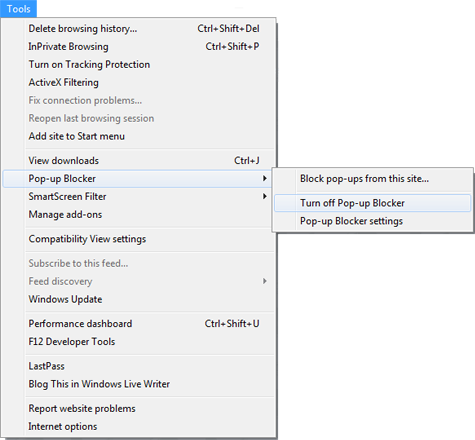 Tools
Delete browsing history... Ctrl+Shift+Del
InPrivate Browsing Ctrl+Shift+P
Turn on Tracking Protection
ActiveX Filtering
Fix connection problems...
Reopen last browsing session
Add site to Start menu
View downloads Ctrl+J
Pop-up Blocker
SmartScreen Filter
Manage add-ons
Compatibility View settings
Subscribe to this feed...
Feed discovery
Windows Update
Performance dashboard Ctrl+Shift+U
F12 Developer Tools
LastPass
Blog This in Windows Live Writer
Report website problems
Internet options
Block pop-ups from this site...
Turn off Pop-up Blocker
Pop-up Blocker settings